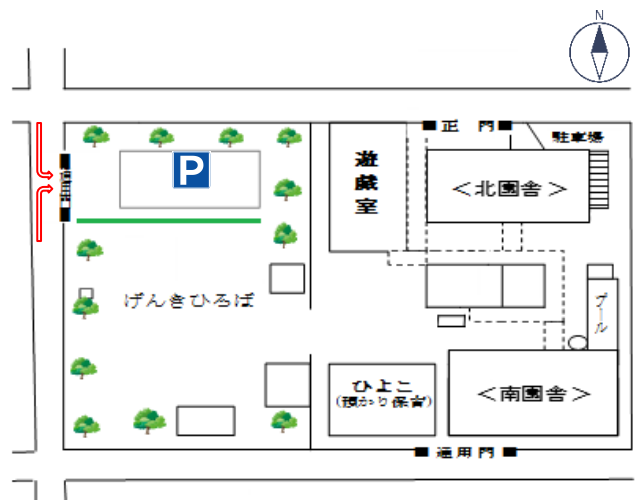 N
正 門
駐車場
P
遊戯室
＜北園舎＞
通用門
げんきひろば
プール
ひよこ
(預かり保育)
＜南園舎＞
通用門